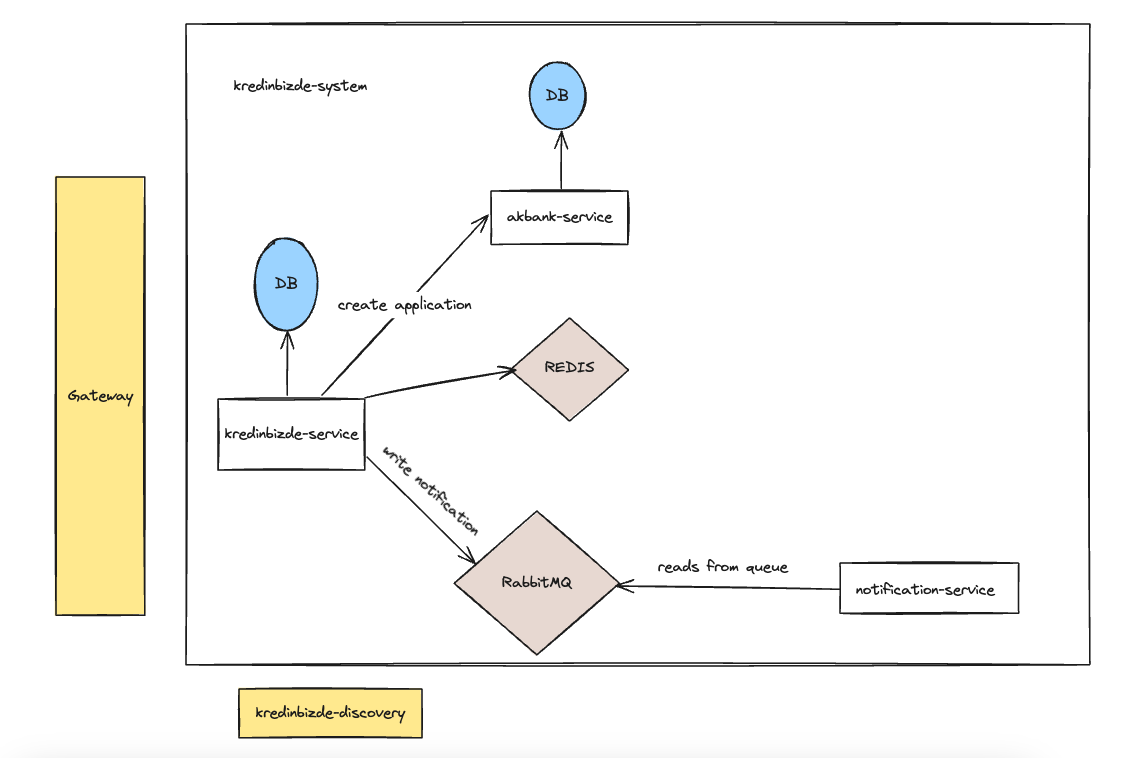 kredinbizde-system
DB
akbank-service
DB
create application
REDIS
Gateway
kredinbizde-service
write notification
RabbitMQ
reads from queue
notification-service
kredinbizde-discovery